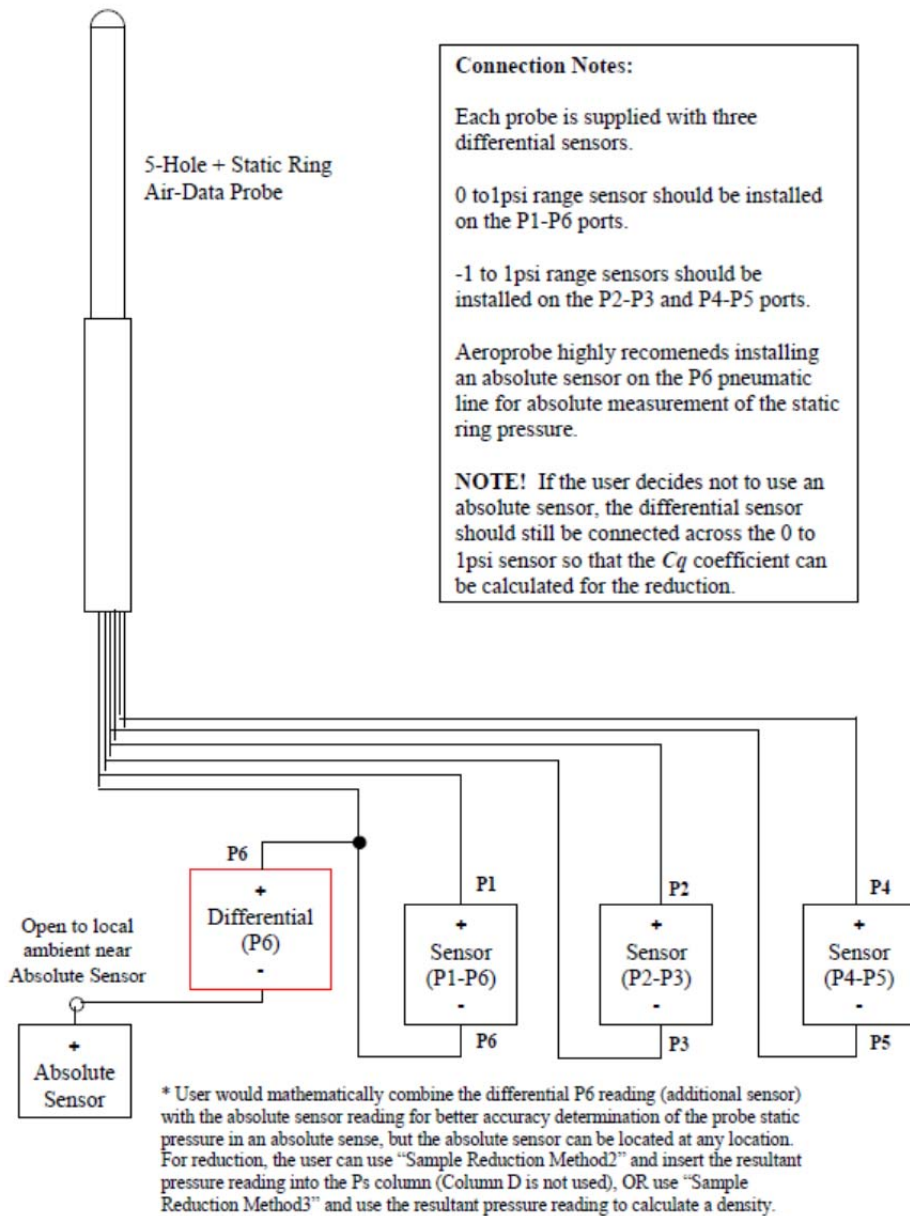 Connection Notes:
Each probe is supplied with three
differential sensors.
0 to1psi range sensor should be installed
on the P1-P6 ports.
-1 to 1psi range sensors should be
installed on the P2-P3 and P4-P5 ports.
Aeroprobe highly recomeneds installing
an absolute sensor on the P6 pneumatic
line for absolute measurement of the static
ring pressure.
NOTE! If the user decides not to use an
absolute sensor, the differential sensor
should still be connected across the 0 to
1psi sensor so that the Cq coefficient can
be calculated for the reduction.
5-Hole + Static Ring
Air-Data Probe
P6
+
Differential
(P6)
-
Open to local
ambient near
Absolute Sensor
+
Absolute
Sensor
P1
+
Sensor
(P1-P6)
-
P6
P2
+
Sensor
(P2-P3)
-
P3
P4
+
Sensor
(P4-P5)
-
P5
* User would mathematically combine the differential P6 reading (additional sensor)
with the absolute sensor reading for better accuracy determination of the probe static
pressure in an absolute sense, but the absolute sensor can be located at any location.
For reduction, the user can use “Sample Reduction Method2” and insert the resultant
pressure reading into the Ps column (Column D is not used), OR use “Sample
Reduction Method3” and use the resultant pressure reading to calculate a density.